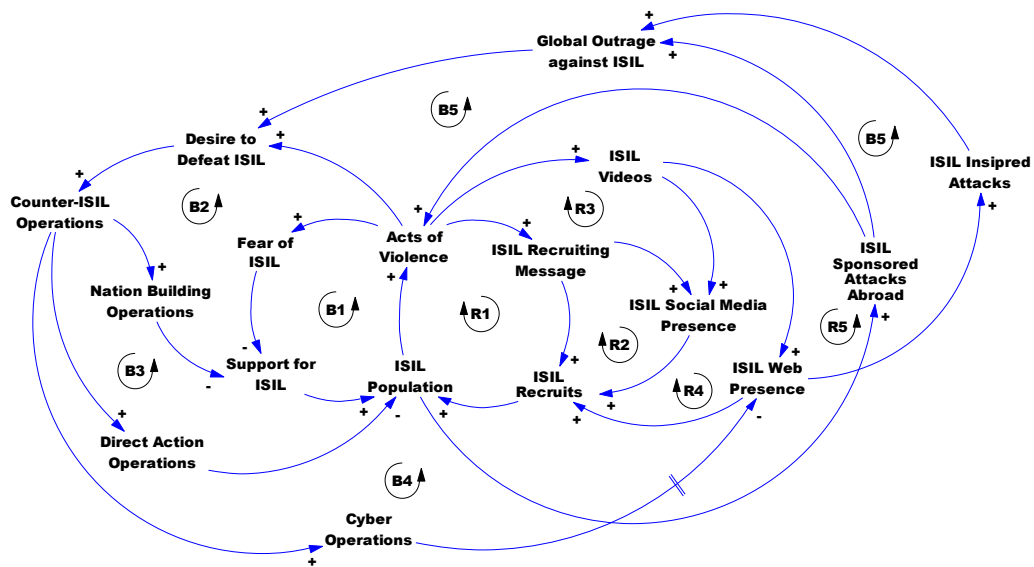 Global Outrage
against ISIL
B5
Desire to
Defeat ISIL
ISIL
Videos
B5
ISIL Insipred
Attacks
Counter-ISIL
Operations
B2
R3
Fear of
ISIL
Acts of
Violence
ISIL Recruiting
Message
ISIL
Sponsored
Attacks
Abroad
Nation Building
Operations
B1
R1
ISIL Social Media
Presence
R5
B3
R2
Support for
ISIL
ISIL
Population
ISIL
Recruits
R4
ISIL Web
Presence
Direct Action
Operations
B4
Cyber
Operations